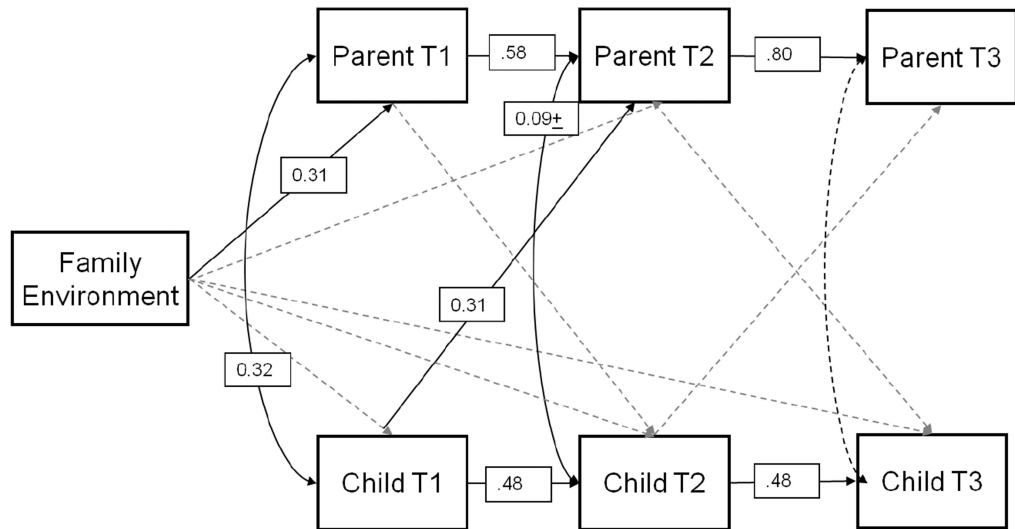 Parent T1
.58
Parent T2
.80
Parent T3
0.09±
0.31
Family
Environment
0.31
0.32
Child T1
.48
Child T2
.48
Child T3